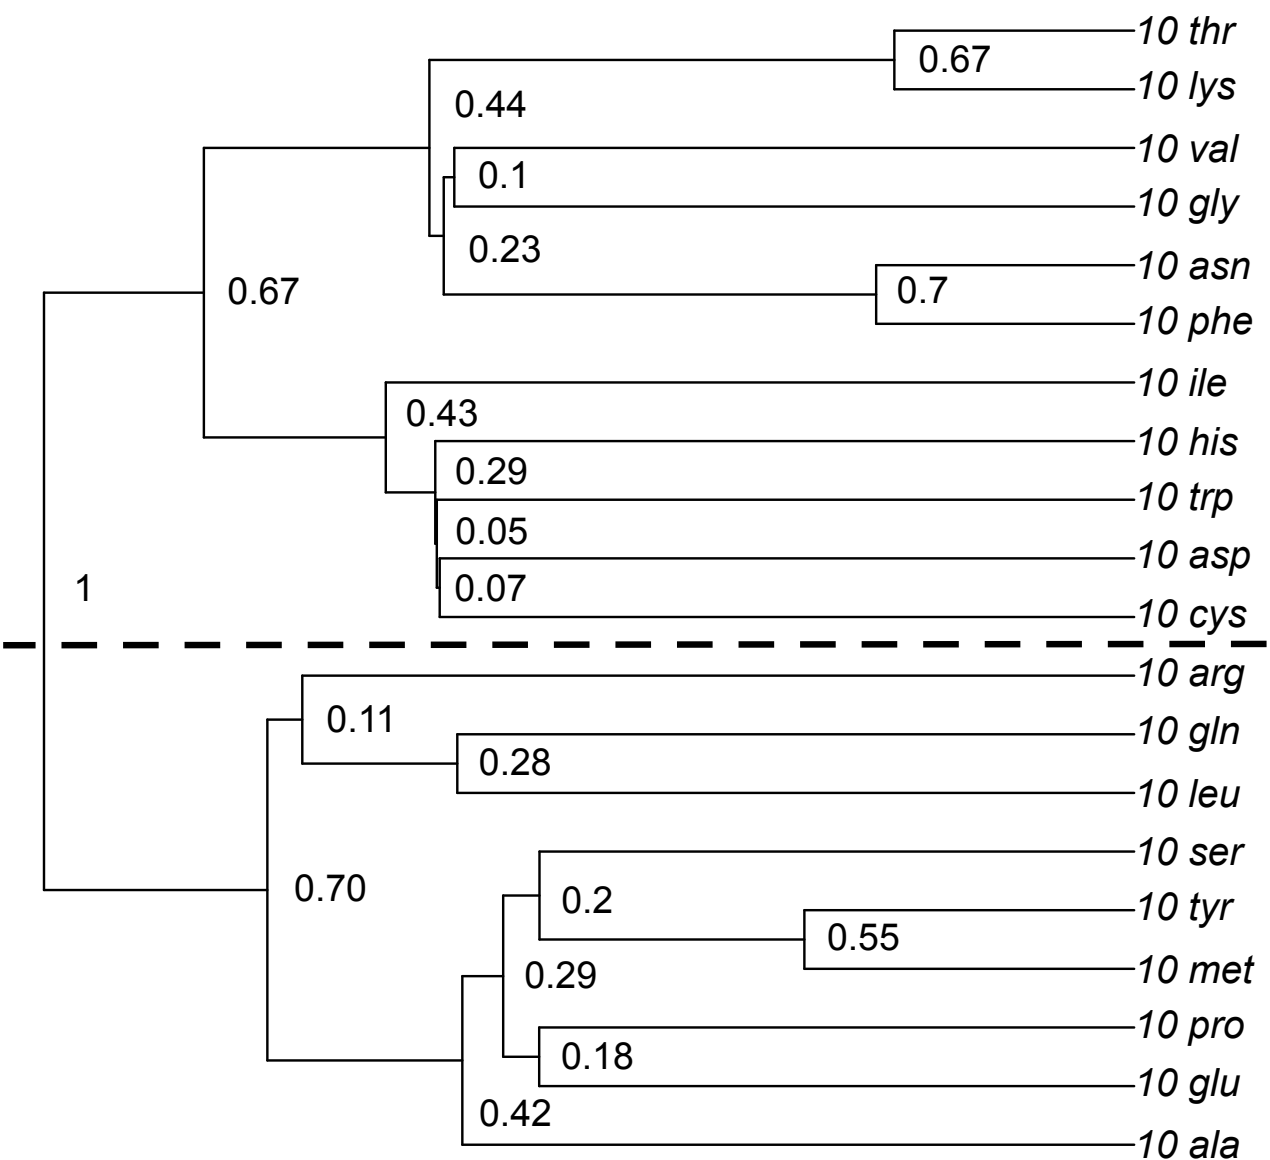 10 thr
0.67
10 lys
0.44
10 val
0.1
10 gly
0.23
10 asn
0.67
0.7
10 phe
10 ile
0.43
10 his
0.29
10 trp
0.05
10 asp
1
0.07
10 cys
10 arg
0.11
10 gln
0.28
10 leu
10 ser
0.70
0.2
10 tyr
0.55
10 met
0.29
10 pro
0.18
10 glu
0.42
10 ala